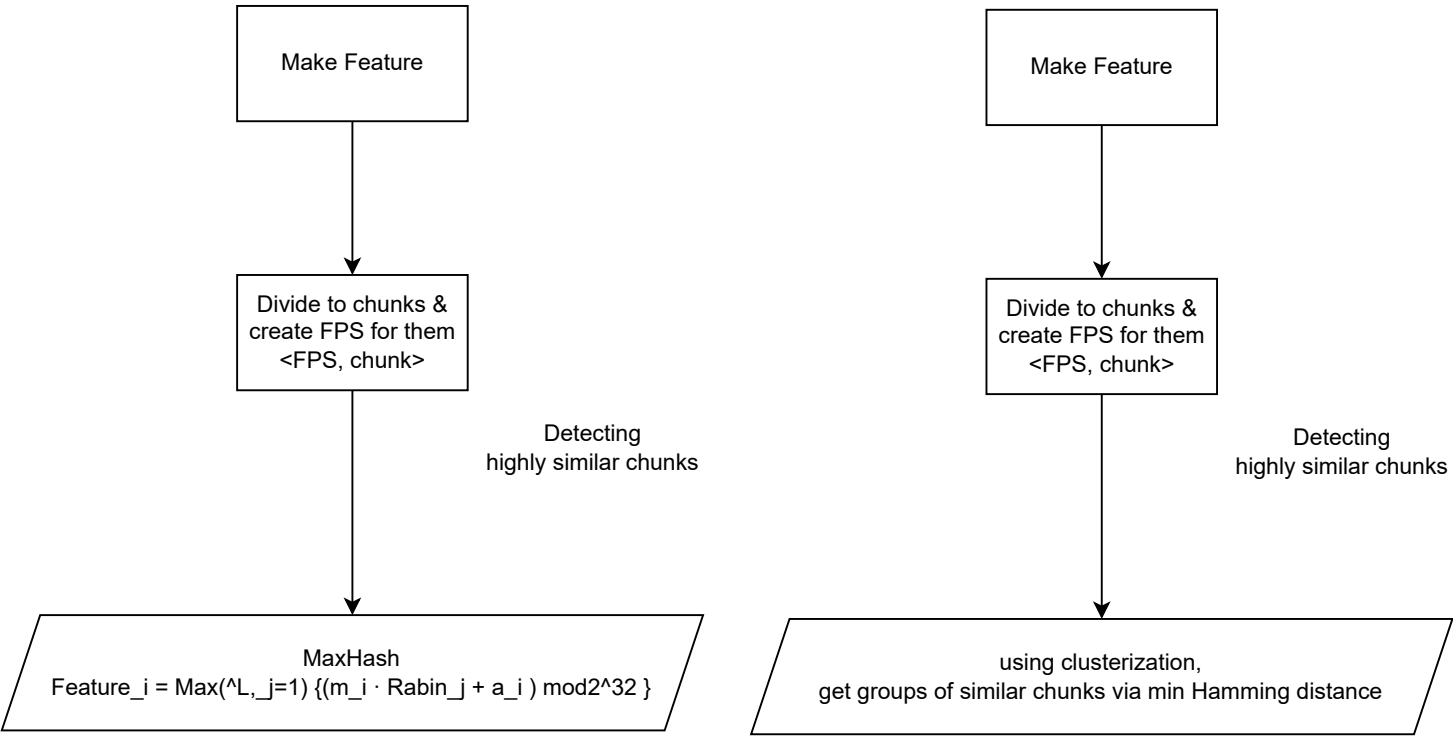 Make Feature
Divide to chunks &
create FPS for them
<FPS, chunk>
Detecting
highly similar chunks
MaxHash
Feature_i = Max(^L,_j=1) {(m_i · Rabin_j + a_i ) mod2^32 }
Make Feature
Divide to chunks &
create FPS for them
<FPS, chunk>
Detecting
highly similar chunks
using clusterization,
get groups of similar chunks via min Hamming distance